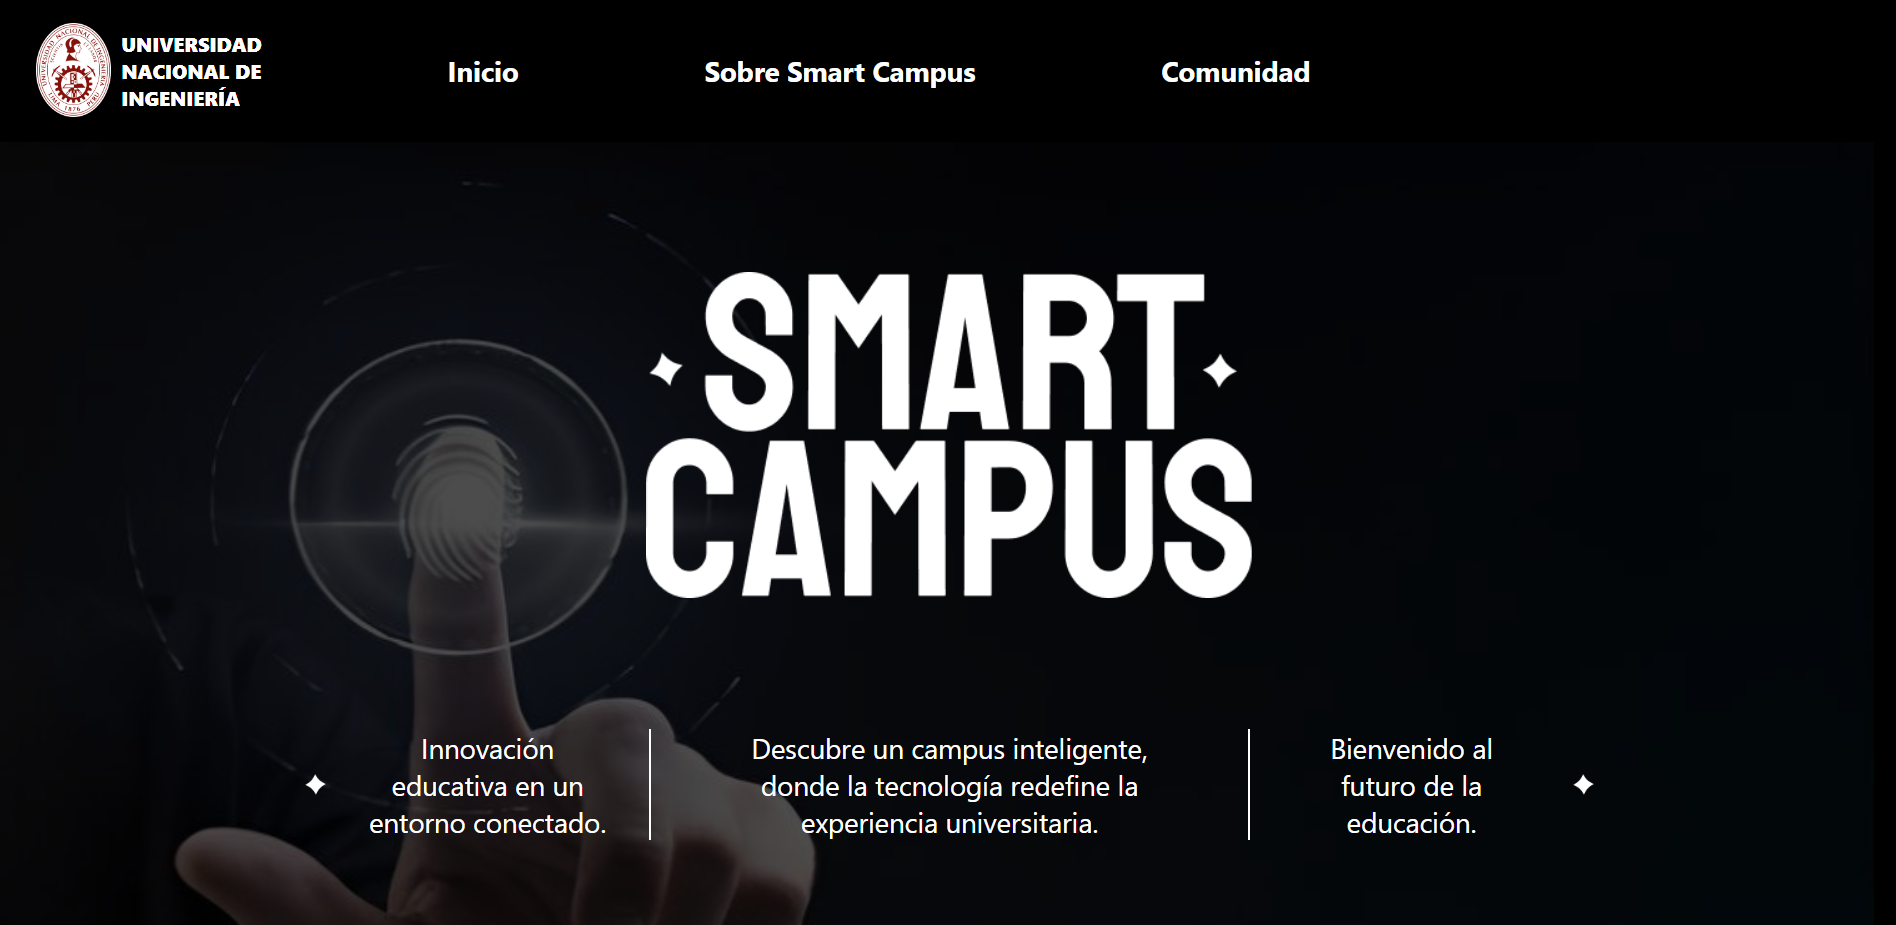 UNIVERSIDAD
NACIONAL DE
INGENIERÍA
Inicio
Sobre Smart Campus
Comunidad
SMART
CAMPUS
Innovación
educativa en un
entorno conectado.
Descubre un campus inteligente,
donde la tecnología redefine la
experiencia universitaria.
Bienvenido al
futuro de la
educación.